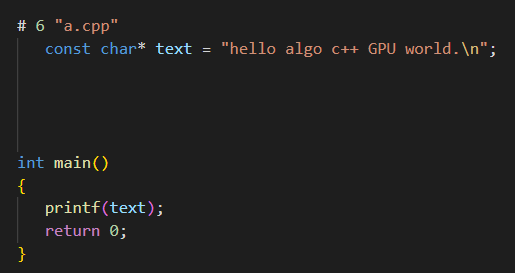 # 6 "a.cpp"
const char* text = "hello algo c++ GPU world.\n";
int main()
{
printf(text);
return 0;
}